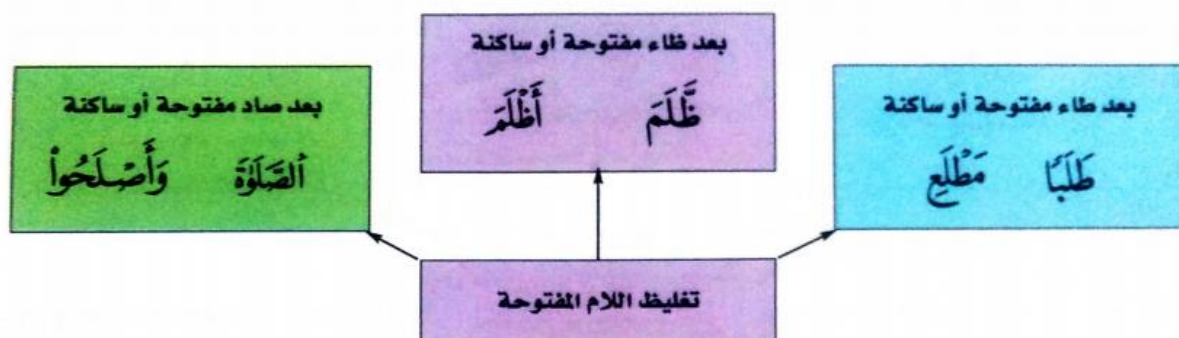 بعد ظاء مفتوحة أو ساكنة
ظَّلَمَ أَظْلَمَ
بعد طاء مفتوحة أو ساكنة
طَلَبًا مَطْلَعِ
بعد صاد مفتوحة أو ساكنة
ٱلصَّلَوٰةَ وَأَصْلَحُواْ
تغليظ اللام المفتوحة